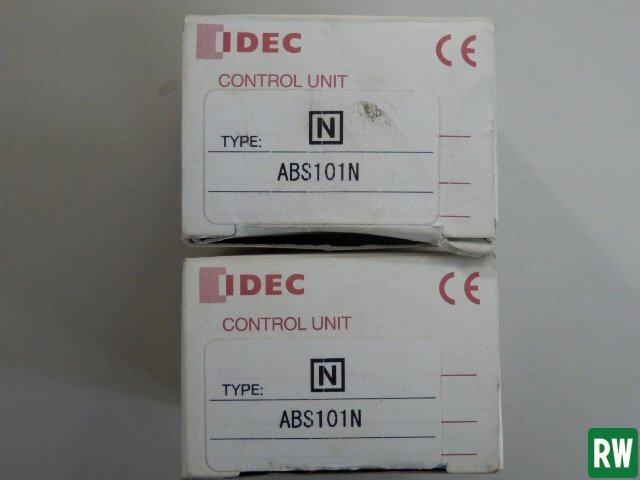 IDEC
CE
CONTROL UNIT
N
TYPE:
ABS101N
IDEC
CE
CONTROL UNIT
N
TYPE:
ABS101N
RW